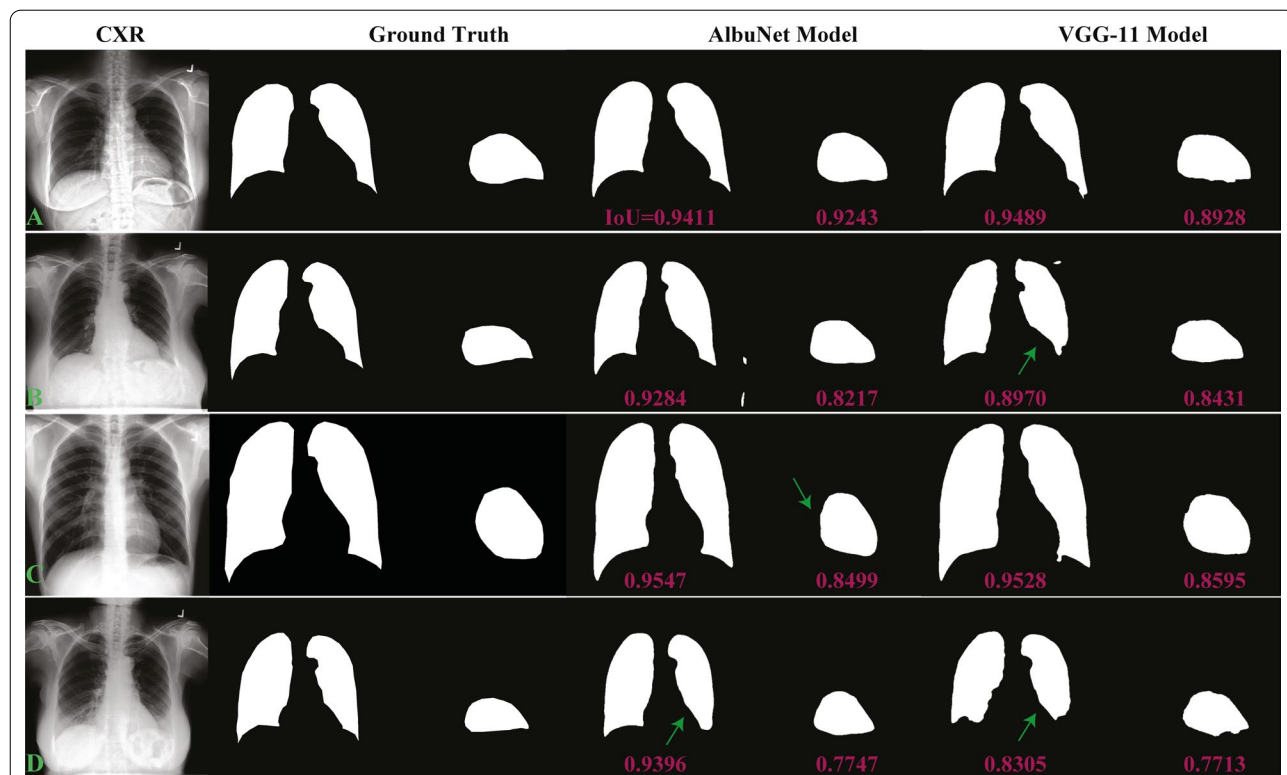 CXR Ground Truth AlbuNet Model VGG-11 Model
A IoU=0.9411 0.9243 0.9489 0.8928
B 0.9284 0.8217 0.8970 0.8431
C 0.9547 0.8499 0.9528 0.8595
D 0.9396 0.7747 0.8305 0.7713